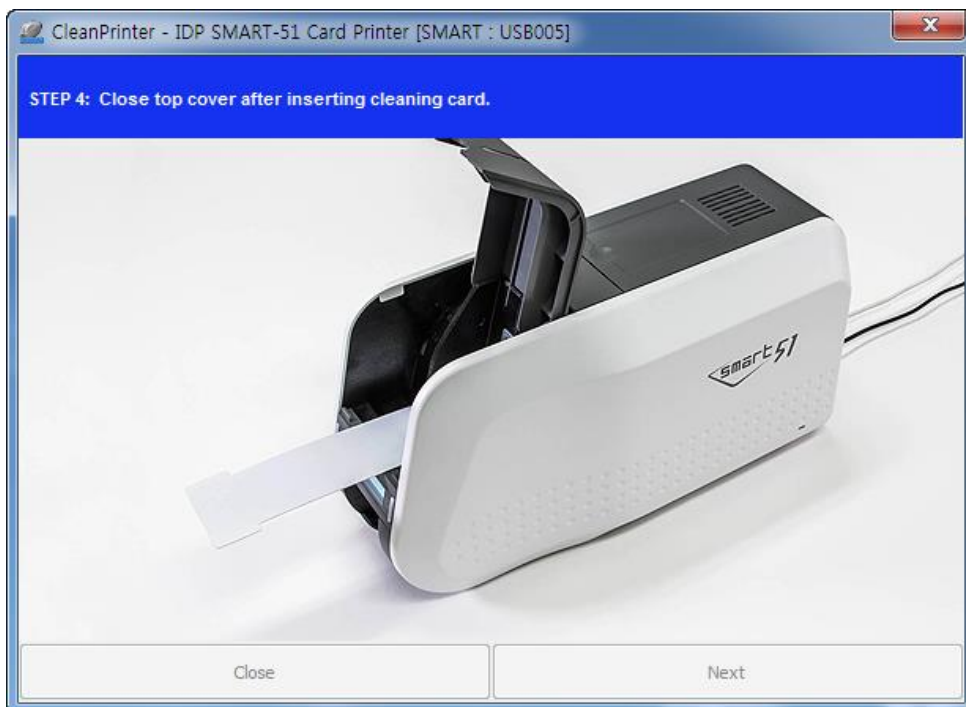 CleanPrinter - IDP SMART-51 Card Printer [SMART : USB005]
STEP 4:  Close top cover after inserting cleaning card.
smart 51
Close
Next